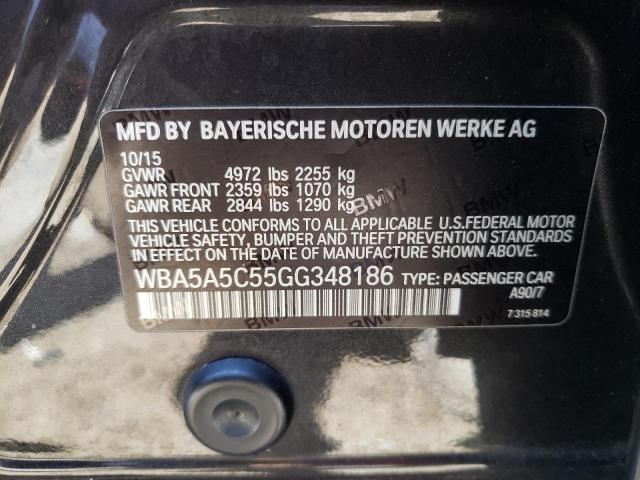 MFD BY BAYERISCHE MOTOREN WERKE AG
10/15
GVWR 4972 lbs 2255 kg
GAWR FRONT 2359 lbs 1070 kg
GAWR REAR 2844 lbs 1290 kg
THIS VEHICLE CONFORMS TO ALL APPLICABLE U.S.FEDERAL MOTOR
VEHICLE SAFETY, BUMPER, AND THEFT PREVENTION STANDARDS
IN EFFECT ON THE DATE OF MANUFACTURE SHOWN ABOVE.
WBA5A5C55GG348186 TYPE: PASSENGER CAR
A90/7
7 315 814